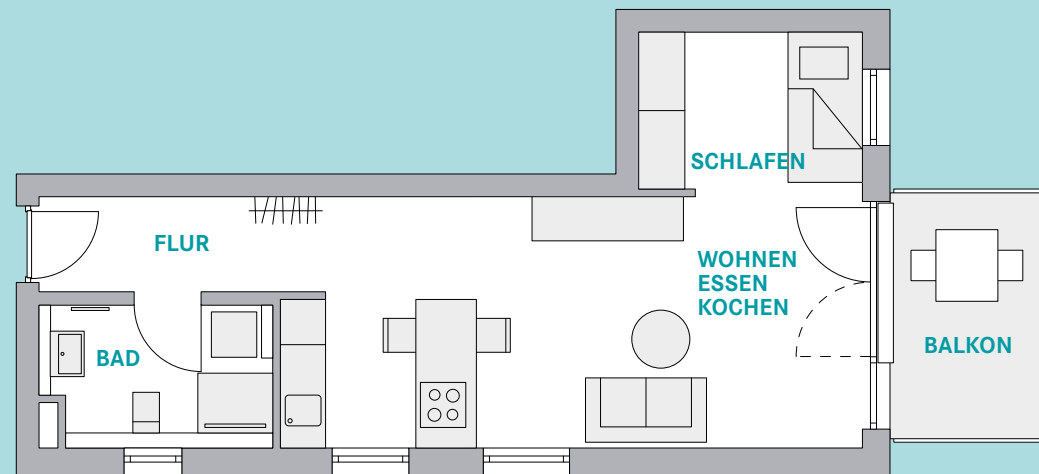 SCHLAFEN
FLUR
WOHNEN
ESSEN
KOCHEN
BAD
BALKON